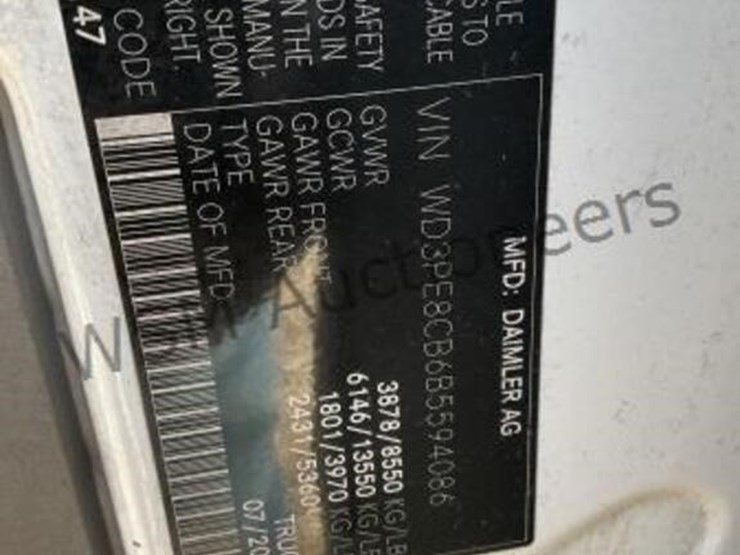 MFD: DAIMLER AG
VIN WD3PE8CB6B5594086
GVWR 3878/8550 KG/LB
GCWR 6146/13550 KG/LB
GAWR FRONT 1801/3970 KG/L
GAWR REAR 2431/5360
TYPE TRUC
DATE OF MFD 07/20
LE
S TO
CABLE
AFETY
DS IN
N THE
MANU-
SHOWN
RIGHT.
CODE
47
W Auctioneers